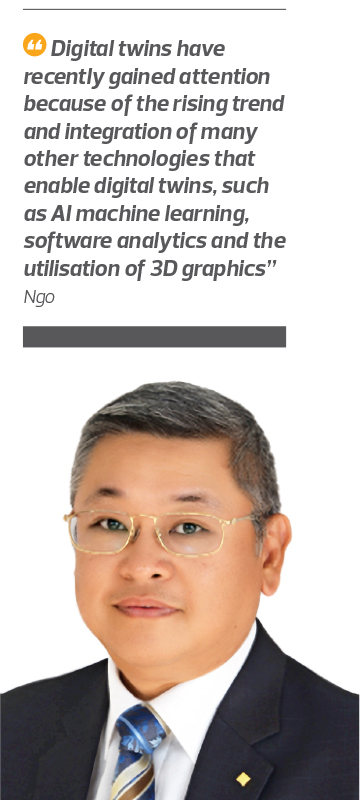 “ Digital twins have
recently gained attention
because of the rising trend
and integration of many
other technologies that
enable digital twins, such
as AI machine learning,
software analytics and the
utilisation of 3D graphics”
Ngo